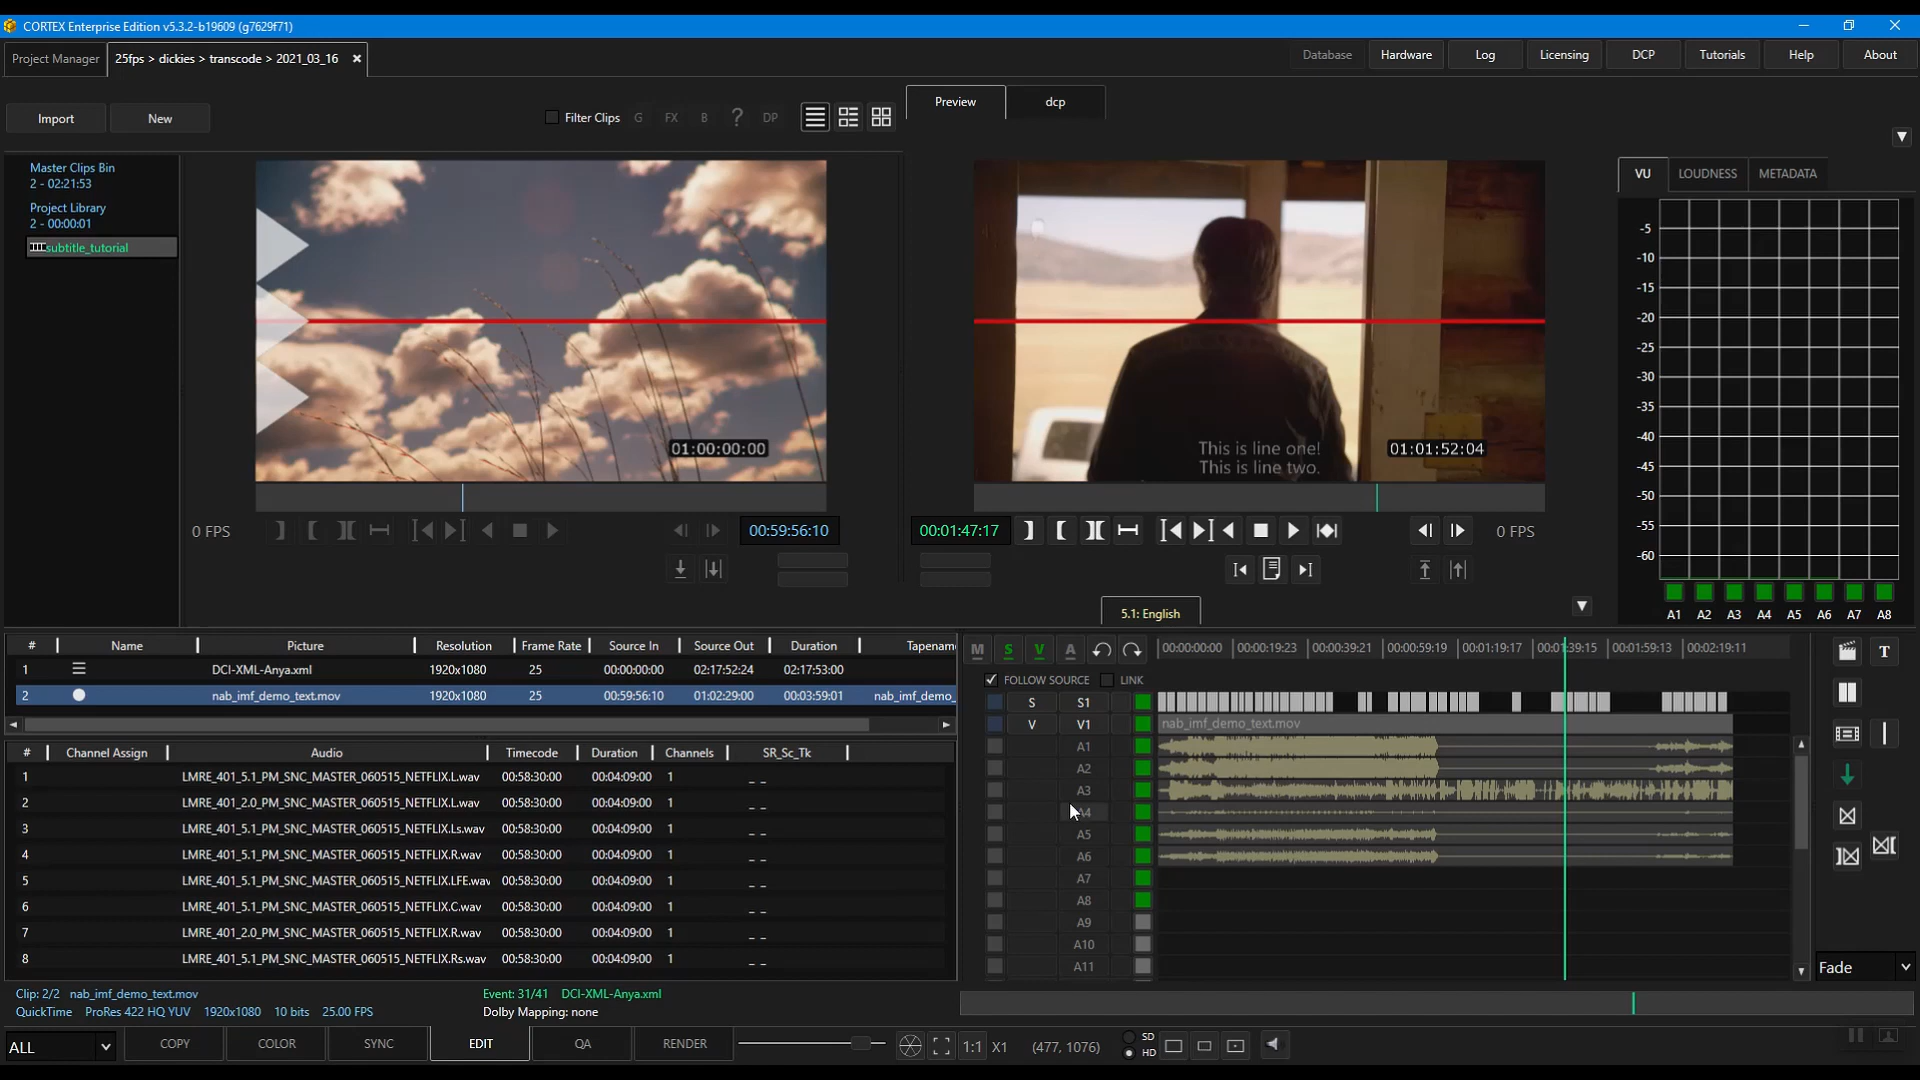 CORTEX Enterprise Edition v5.3.2-b19609 (g7629f71)
Project Manager
25fps > dickies > transcode > 2021_03_16
Database Hardware Log Licensing DCP Tutorials Help About
Import New
Filter Clips G FX B ? DP
Preview dcp
Master Clips Bin
2 - 02:21:53
Project Library
2 - 00:00:01
subtitle_tutorial
01:00:00:00
This is line one!
This is line two.
01:01:52:04
0 FPS
00:59:56:10
00:01:47:17
0 FPS
5.1: English
VU LOUDNESS METADATA
-5
-10
-15
-20
-25
-30
-35
-40
-45
-50
-55
-60
A1 A2 A3 A4 A5 A6 A7 A8
# Name Picture Resolution Frame Rate Source In Source Out Duration Tapenam
1 DCI-XML-Anya.xml 1920x1080 25 00:00:00:00 02:17:52:24 02:17:53:00
2 nab_imf_demo_text.mov 1920x1080 25 00:59:56:10 01:02:29:00 00:03:59:01 nab_imf_demo_
# Channel Assign Audio Timecode Duration Channels SR_Sc_Tk
1 LMRE_401_5.1_PM_SNC_MASTER_060515_NETFLIX.L.wav 00:58:30:00 00:04:09:00 1 _ _
2 LMRE_401_2.0_PM_SNC_MASTER_060515_NETFLIX.L.wav 00:58:30:00 00:04:09:00 1 _ _
3 LMRE_401_5.1_PM_SNC_MASTER_060515_NETFLIX.Ls.wav 00:58:30:00 00:04:09:00 1 _ _
4 LMRE_401_5.1_PM_SNC_MASTER_060515_NETFLIX.R.wav 00:58:30:00 00:04:09:00 1 _ _
5 LMRE_401_5.1_PM_SNC_MASTER_060515_NETFLIX.LFE.wav 00:58:30:00 00:04:09:00 1 _ _
6 LMRE_401_5.1_PM_SNC_MASTER_060515_NETFLIX.C.wav 00:58:30:00 00:04:09:00 1 _ _
7 LMRE_401_2.0_PM_SNC_MASTER_060515_NETFLIX.R.wav 00:58:30:00 00:04:09:00 1 _ _
8 LMRE_401_5.1_PM_SNC_MASTER_060515_NETFLIX.Rs.wav 00:58:30:00 00:04:09:00 1 _ _
M S V A
00:00:00:00 00:00:19:23 00:00:39:21 00:00:59:19 00:01:19:17 00:01:39:15 00:01:59:13 00:02:19:11
T
FOLLOW SOURCE LINK
S S1
V V1 nab_imf_demo_text.mov
A1
A2
A3
A4
A5
A6
A7
A8
A9
A10
A11
Fade
Clip: 2/2 nab_imf_demo_text.mov
QuickTime ProRes 422 HQ YUV 1920x1080 10 bits 25.00 FPS
Event: 31/41 DCI-XML-Anya.xml
Dolby Mapping: none
ALL COPY COLOR SYNC EDIT QA RENDER 1:1 X1 (477, 1076) SD
HD